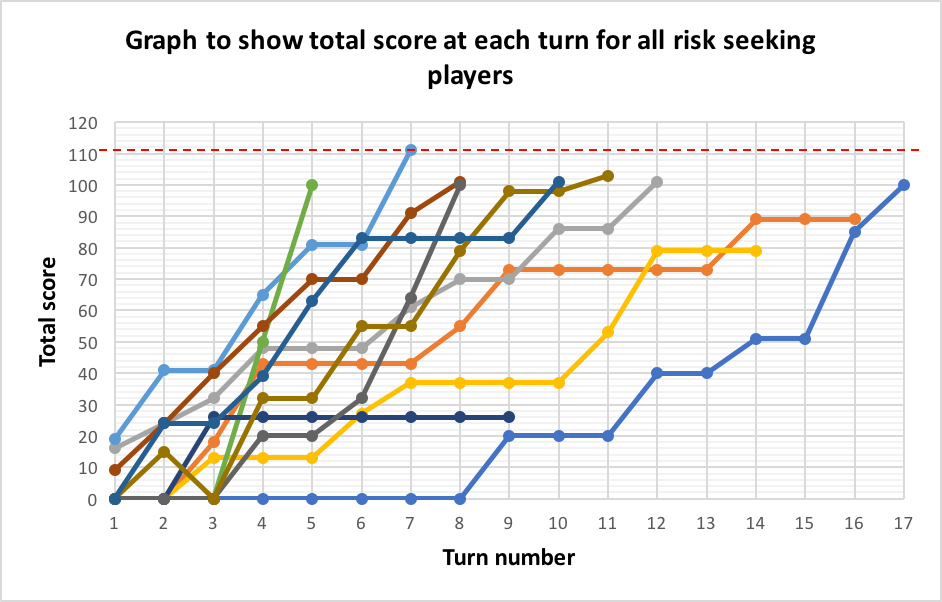 Graph to show total score at each turn for all risk seeking
players
120
110
100
90
80
70
60
50
40
30
20
10
0
Total score
1 2 3 4 5 6 7 8 9 10 11 12 13 14 15 16 17
Turn number